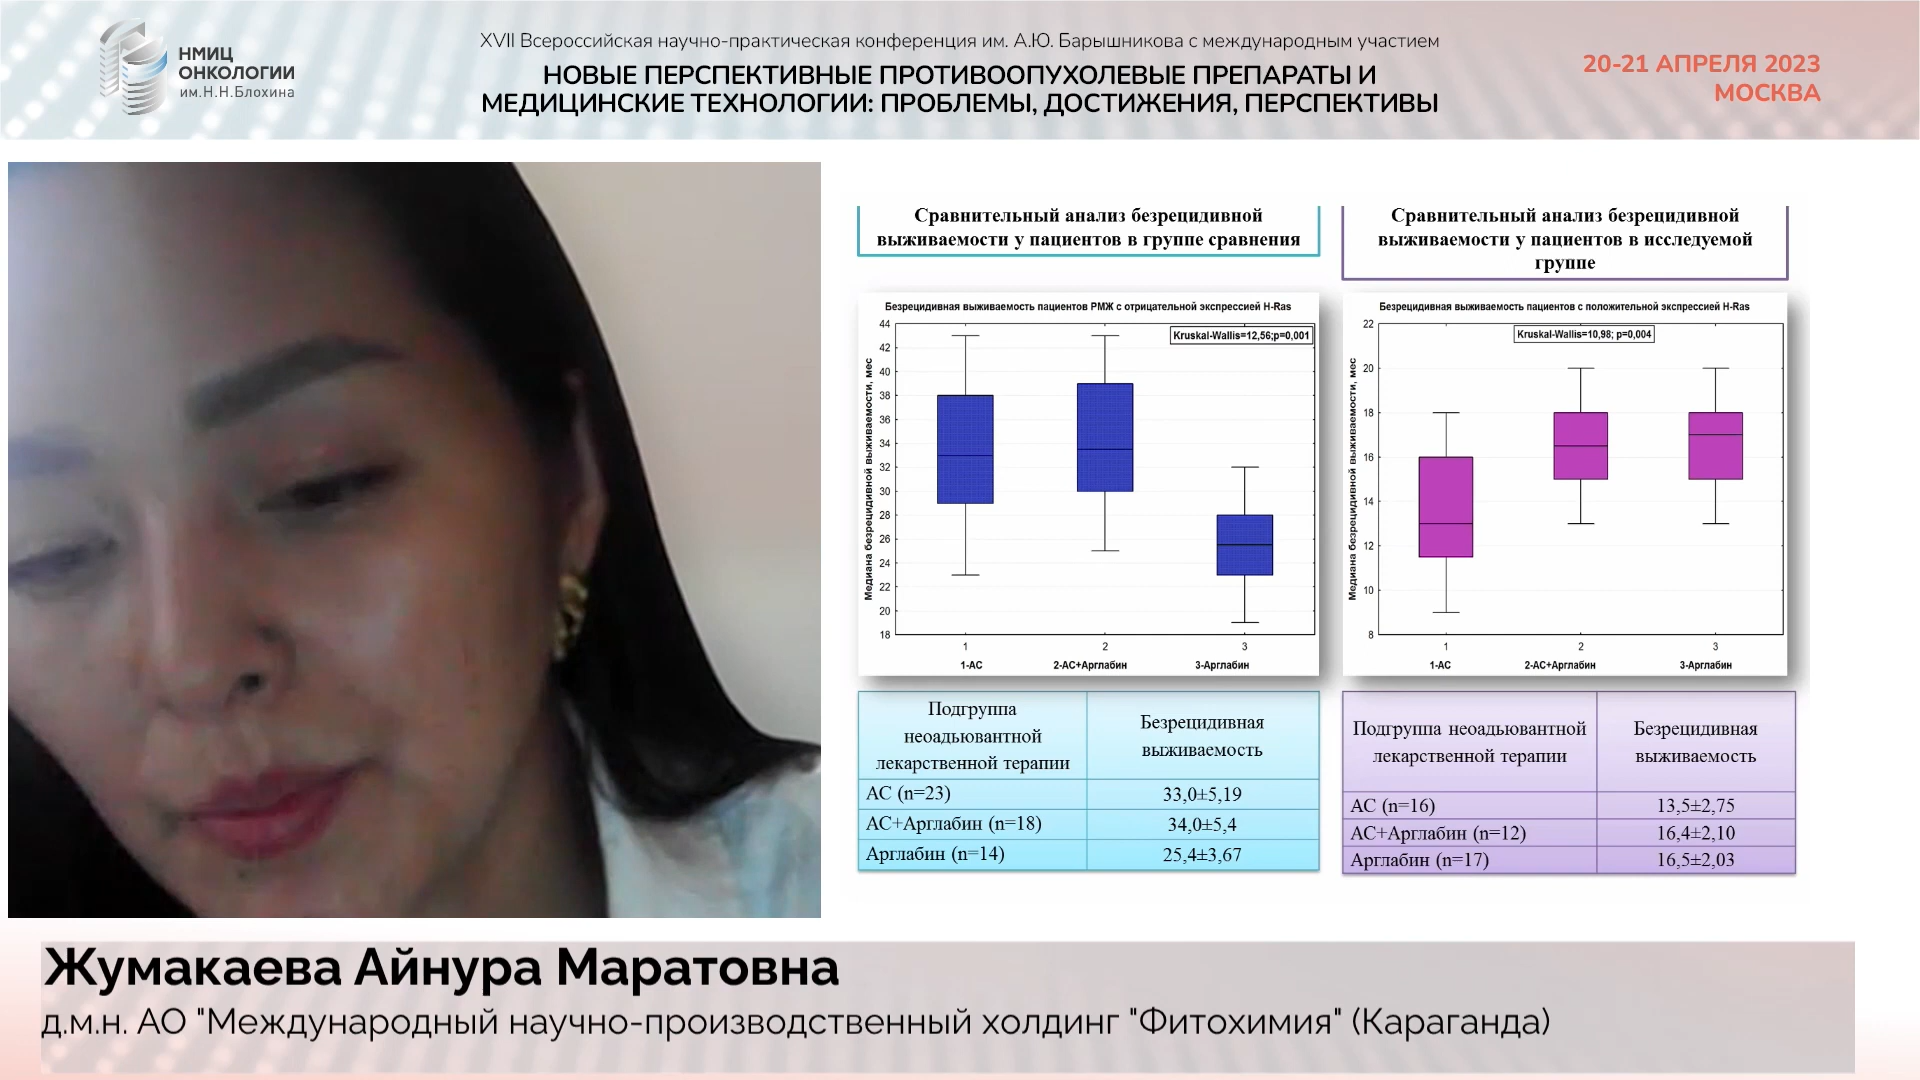 НМИЦ
ОНКОЛОГИИ
им.Н.Н.Блохина
XVII Всероссийская научно-практическая конференция им. А.Ю. Барышникова с международным участием
НОВЫЕ ПЕРСПЕКТИВНЫЕ ПРОТИВООПУХОЛЕВЫЕ ПРЕПАРАТЫ И
МЕДИЦИНСКИЕ ТЕХНОЛОГИИ: ПРОБЛЕМЫ, ДОСТИЖЕНИЯ, ПЕРСПЕКТИВЫ
20-21 АПРЕЛЯ 2023
МОСКВА
Сравнительный анализ безрецидивной
выживаемости у пациентов в группе сравнения
Безрецидивная выживаемость пациентов РМЖ с отрицательной экспрессией H-Ras
Kruskal-Wallis=12,56;p=0,001
Медиана безрецидивной выживаемости, мес
44
42
40
38
36
34
32
30
28
26
24
22
20
18
1 2 3
1-АС 2-АС+Арглабин 3-Арглабин
Подгруппа
неоадьювантной
лекарственной терапии
Безрецидивная
выживаемость
АС (n=23) 33,0±5,19
АС+Арглабин (n=18) 34,0±5,4
Арглабин (n=14) 25,4±3,67
Сравнительный анализ безрецидивной
выживаемости у пациентов в исследуемой
группе
Безрецидивная выживаемость пациентов с положительной экспрессией H-Ras
Kruskal-Wallis=10,98; p=0,004
Медиана безрецидивной выживаемости, мес
22
20
18
16
14
12
10
8
1 2 3
1-АС 2-АС+Арглабин 3-Арглабин
Подгруппа неоадьювантной
лекарственной терапии
Безрецидивная
выживаемость
АС (n=16) 13,5±2,75
АС+Арглабин (n=12) 16,4±2,10
Арглабин (n=17) 16,5±2,03
Жумакаева Айнура Маратовна
д.м.н. АО "Международный научно-производственный холдинг "Фитохимия" (Караганда)